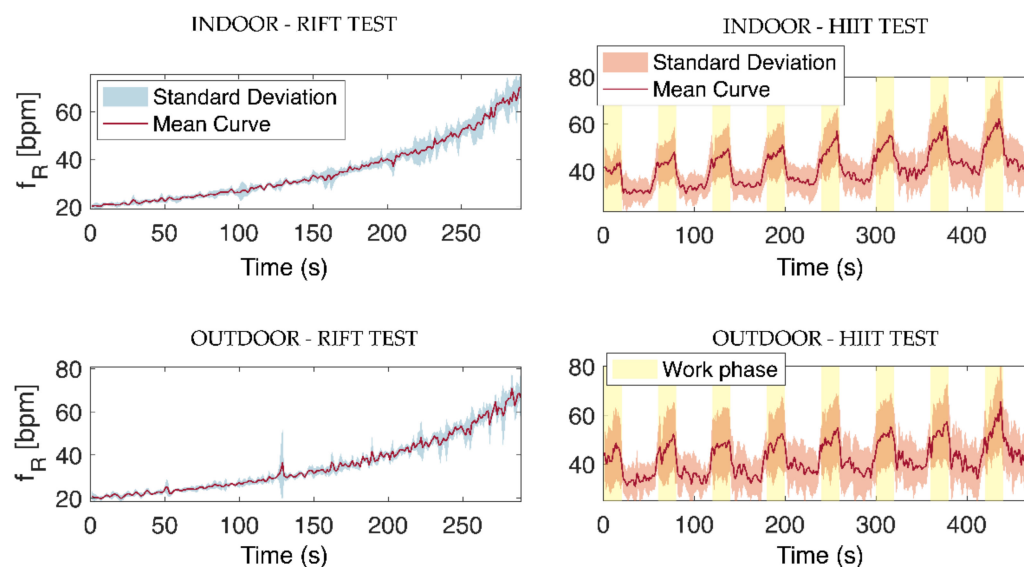 INDOOR - RIFT TEST
f_R [bpm]
60
40
20
Standard Deviation
Mean Curve
0 50 100 150 200 250
Time (s)
INDOOR - HIIT TEST
80
60
40
Standard Deviation
Mean Curve
0 100 200 300 400
Time (s)
OUTDOOR - RIFT TEST
f_R [bpm]
80
60
40
20
0 50 100 150 200 250
Time (s)
OUTDOOR - HIIT TEST
80
60
40
Work phase
0 100 200 300 400
Time (s)